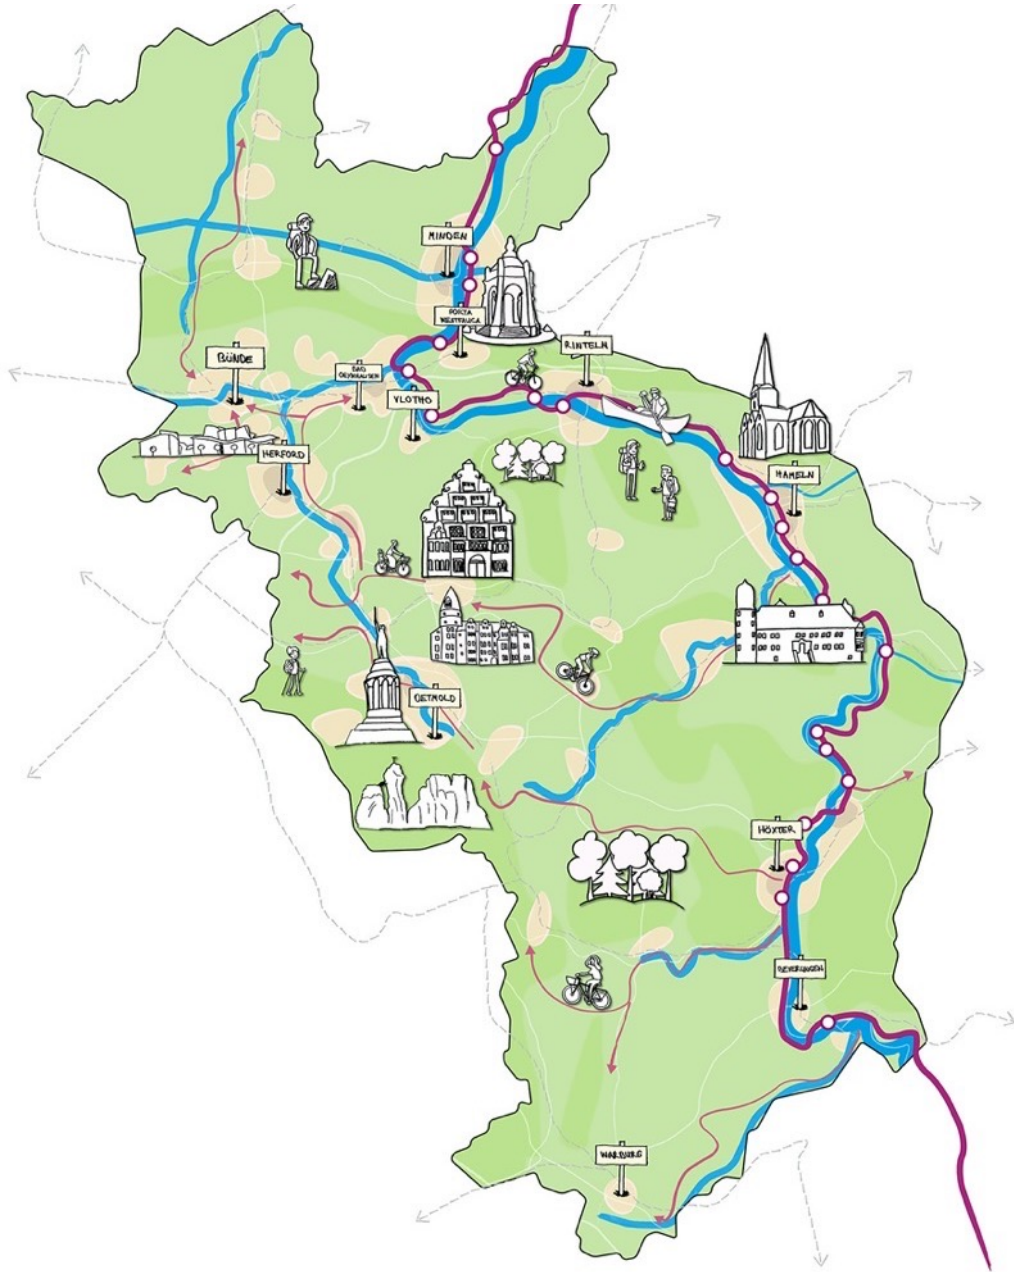 MINDEN
PORTA
WESTFALICA
RINTELN
BÜNDE
BAD
OEYNHAUSEN
VLOTHO
HERFORD
HAMELN
DETMOLD
HÖXTER
BEVERUNGEN
WARBURG